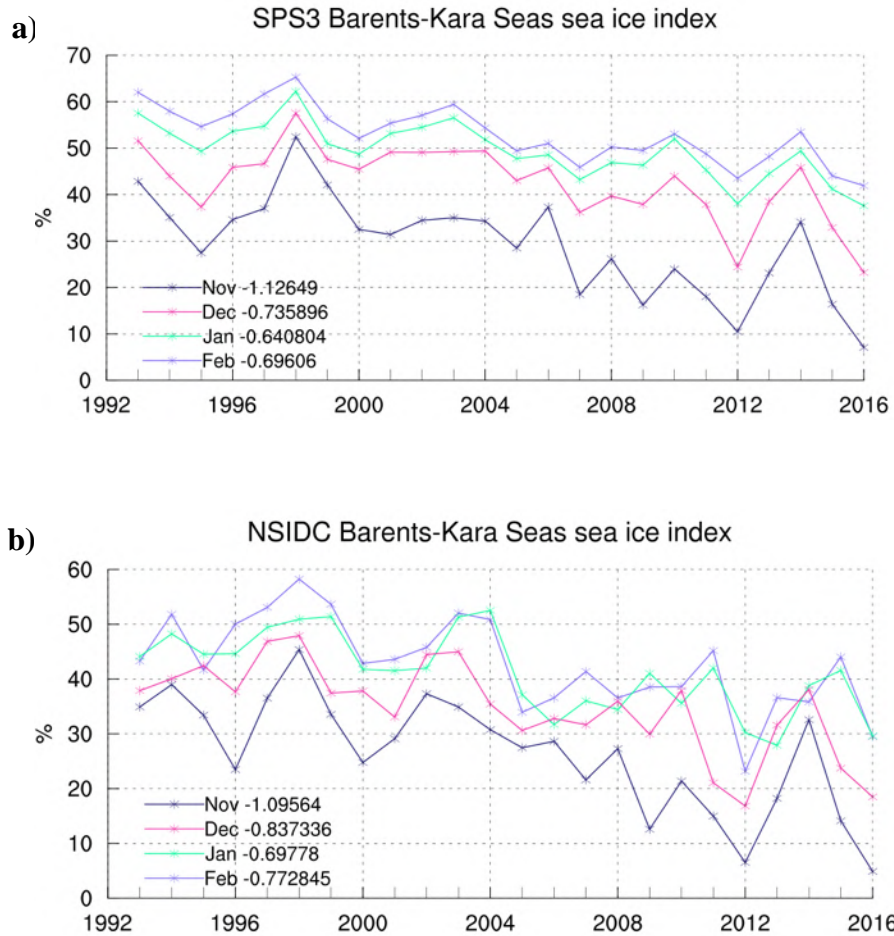 a)
SPS3 Barents-Kara Seas sea ice index
70
60
50
40
30
20
10
0
%
Nov -1.12649
Dec -0.735896
Jan -0.640804
Feb -0.69606
1992 1996 2000 2004 2008 2012 2016
b)
NSIDC Barents-Kara Seas sea ice index
60
50
40
30
20
10
0
%
Nov -1.09564
Dec -0.837336
Jan -0.69778
Feb -0.772845
1992 1996 2000 2004 2008 2012 2016